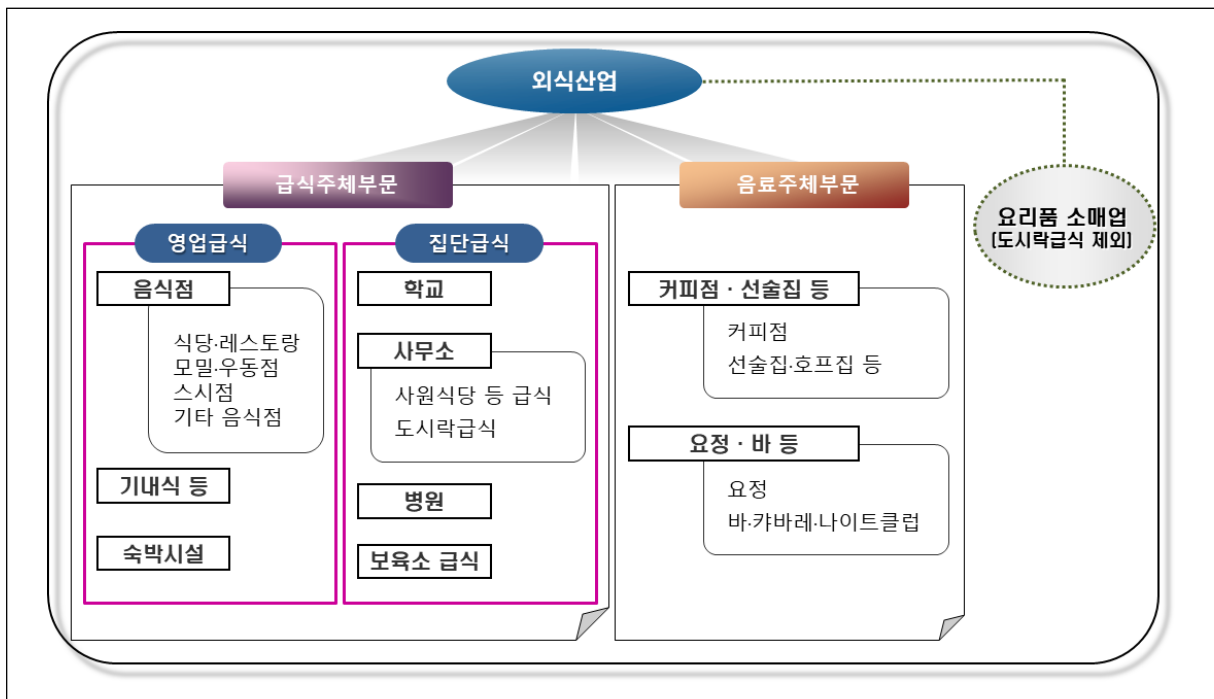 외식산업
급식주체부문
음료주체부문
요리품 소매업
(도시락급식 제외)
영업급식
음식점
식당·레스토랑
모밀·우동점
스시점
기타 음식점
기내식 등
숙박시설
집단급식
학교
사무소
사원식당 등 급식
도시락급식
병원
보육소 급식
커피점 · 선술집 등
커피점
선술집·호프집 등
요정 · 바 등
요정
바·캬바레·나이트클럽